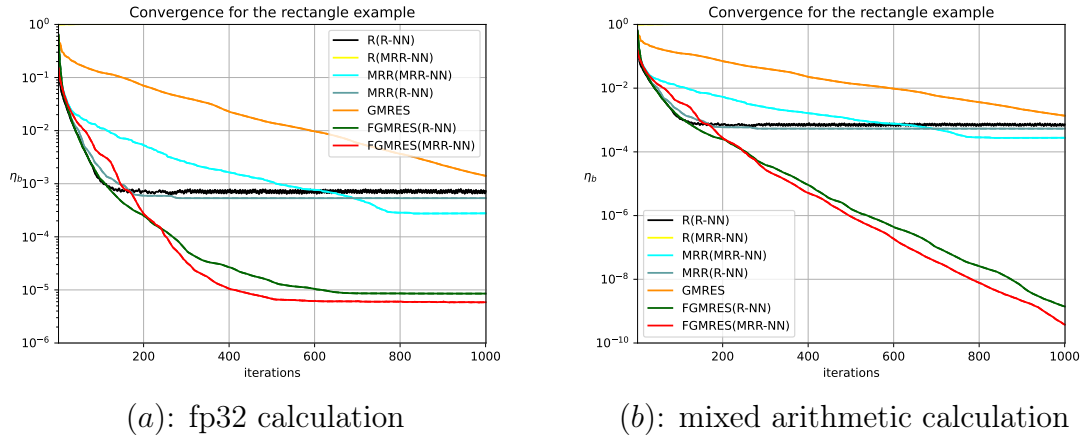 Convergence for the rectangle example
10^0
10^-1
10^-2
10^-3
10^-4
10^-5
10^-6
η_b
R(R-NN)
R(MRR-NN)
MRR(MRR-NN)
MRR(R-NN)
GMRES
FGMRES(R-NN)
FGMRES(MRR-NN)
200 400 600 800 1000
iterations
(a): fp32 calculation
Convergence for the rectangle example
10^0
10^-2
10^-4
10^-6
10^-8
10^-10
η_b
R(R-NN)
R(MRR-NN)
MRR(MRR-NN)
MRR(R-NN)
GMRES
FGMRES(R-NN)
FGMRES(MRR-NN)
200 400 600 800 1000
iterations
(b): mixed arithmetic calculation